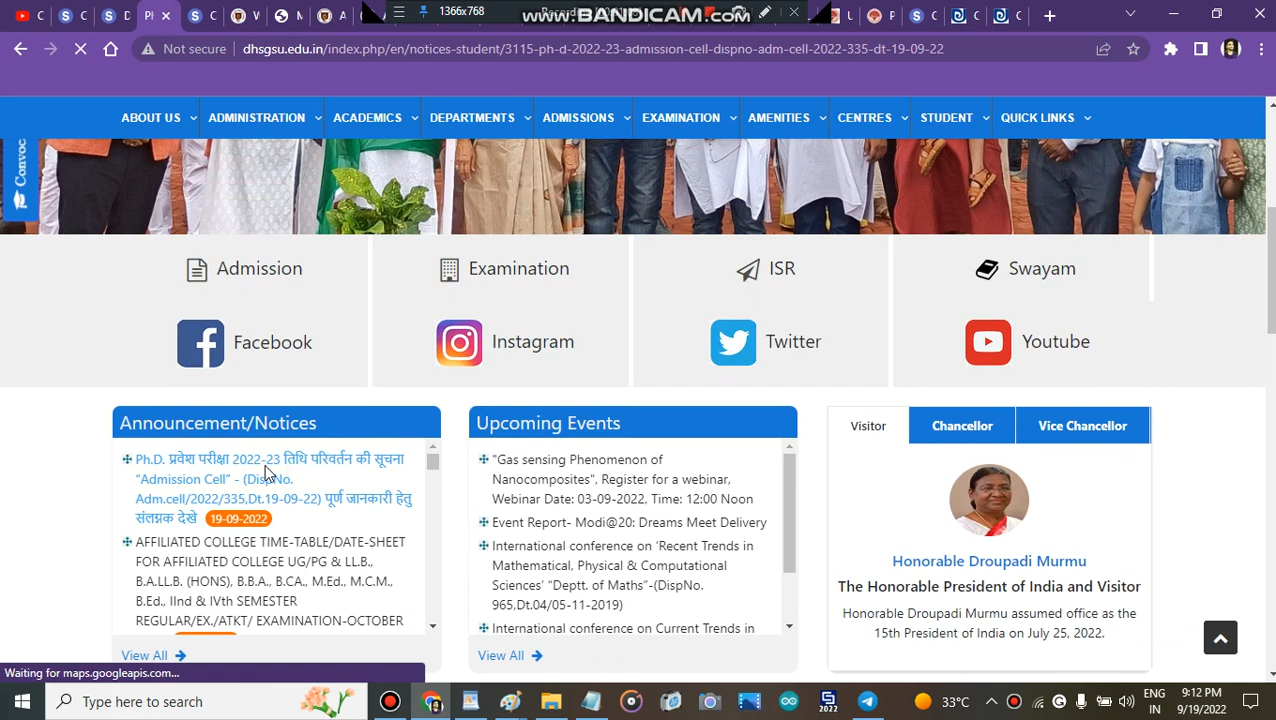 1366x768
www.BANDICAM.com
Not secure
dhsgsu.edu.in/index.php/en/notices-student/3115-ph-d-2022-23-admission-cell-dispno-adm-cell-2022-335-dt-19-09-22
ABOUT US
ADMINISTRATION
ACADEMICS
DEPARTMENTS
ADMISSIONS
EXAMINATION
AMENITIES
CENTRES
STUDENT
QUICK LINKS
Convoc
Admission
Examination
ISR
Swayam
Facebook
Instagram
Twitter
Youtube
Announcement/Notices
Ph.D. प्रवेश परीक्षा 2022-23 तिथि परिवर्तन की सूचना
“Admission Cell” - (DispNo.
Adm.cell/2022/335,Dt.19-09-22) पूर्ण जानकारी हेतु
संलग्नक देखे 19-09-2022
AFFILIATED COLLEGE TIME-TABLE/DATE-SHEET
FOR AFFILIATED COLLEGE UG/PG & LL.B.,
B.A.LL.B. (HONS), B.B.A., B.CA., M.Ed., M.C.M.,
B.Ed., IInd & IVth SEMESTER
REGULAR/EX./ATKT/ EXAMINATION-OCTOBER
View All
Upcoming Events
"Gas sensing Phenomenon of
Nanocomposites", Register for a webinar,
Webinar Date: 03-09-2022, Time: 12:00 Noon
Event Report- Modi@20: Dreams Meet Delivery
International conference on ‘Recent Trends in
Mathematical, Physical & Computational
Sciences’ “Deptt. of Maths”-(DispNo.
965,Dt.04/05-11-2019)
International conference on Current Trends in
View All
Visitor
Chancellor
Vice Chancellor
Honorable Droupadi Murmu
The Honorable President of India and Visitor
Honorable Droupadi Murmu assumed office as the
15th President of India on July 25, 2022.
Waiting for maps.googleapis.com...
Type here to search
2022
33°C
ENG
IN
9:12 PM
9/19/2022